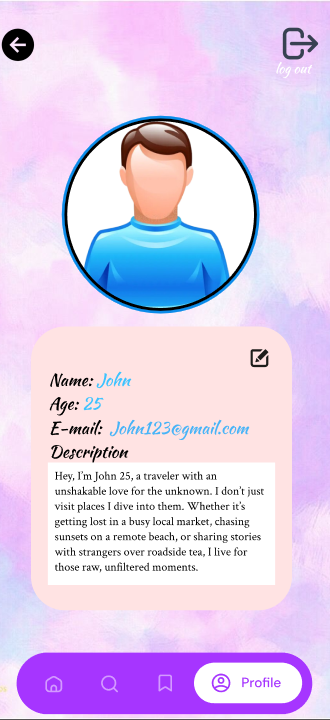 log out
Name: John
Age: 25
E-mail: John123@gmail.com
Description
Hey, I'm John 25, a traveler with an
unshakable love for the unknown. I don't just
visit places I dive into them. Whether it's
getting lost in a busy local market, chasing
sunsets on a remote beach, or sharing stories
with strangers over roadside tea, I live for
those raw, unfiltered moments.
Profile